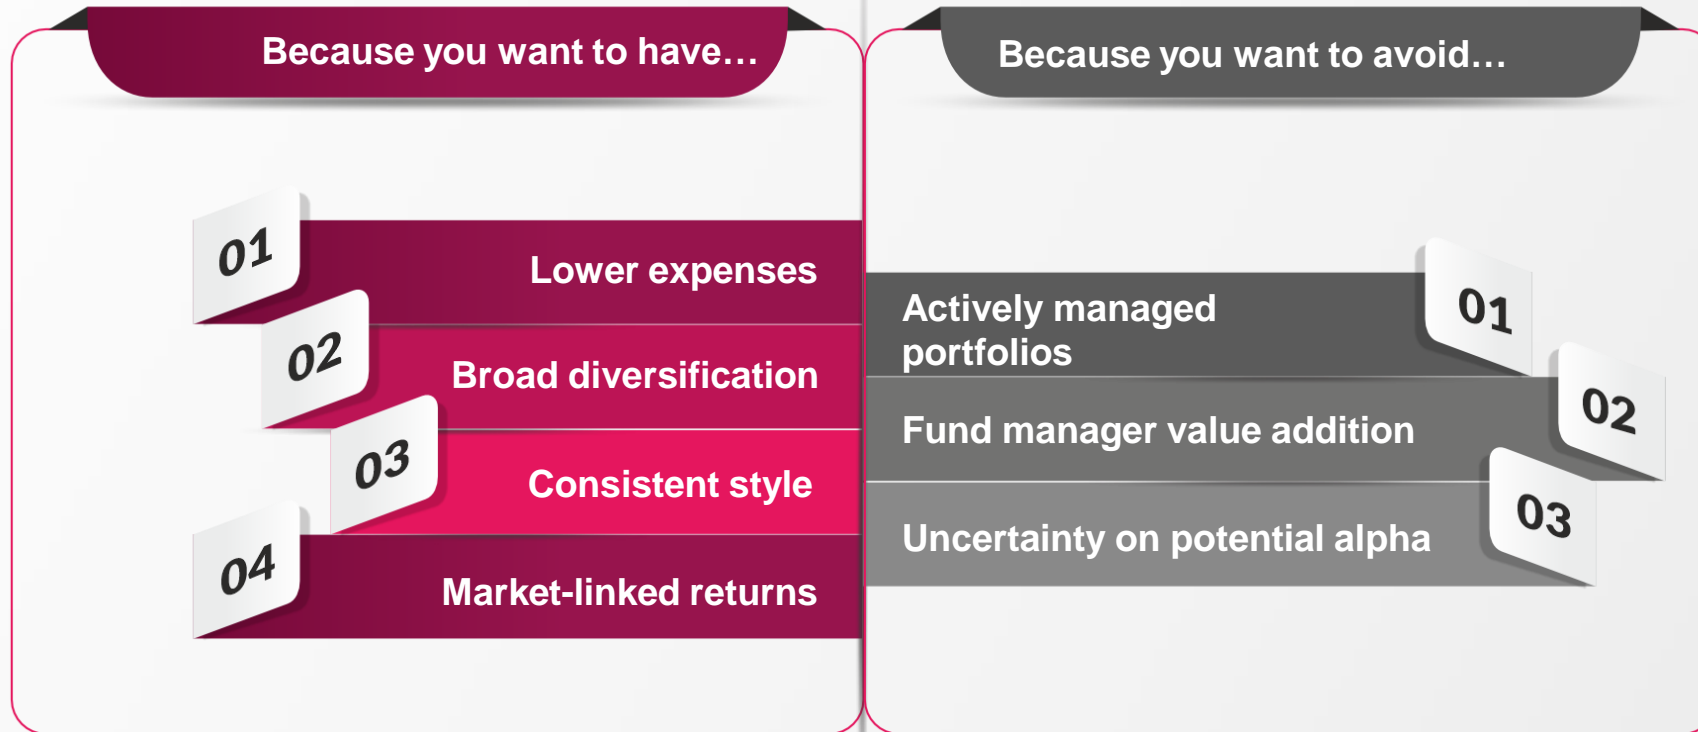 Because you want to have…
01
Lower expenses
02
Broad diversification
03
Consistent style
04
Market-linked returns
Because you want to avoid…
Actively managed
portfolios
01
Fund manager value addition
02
Uncertainty on potential alpha
03